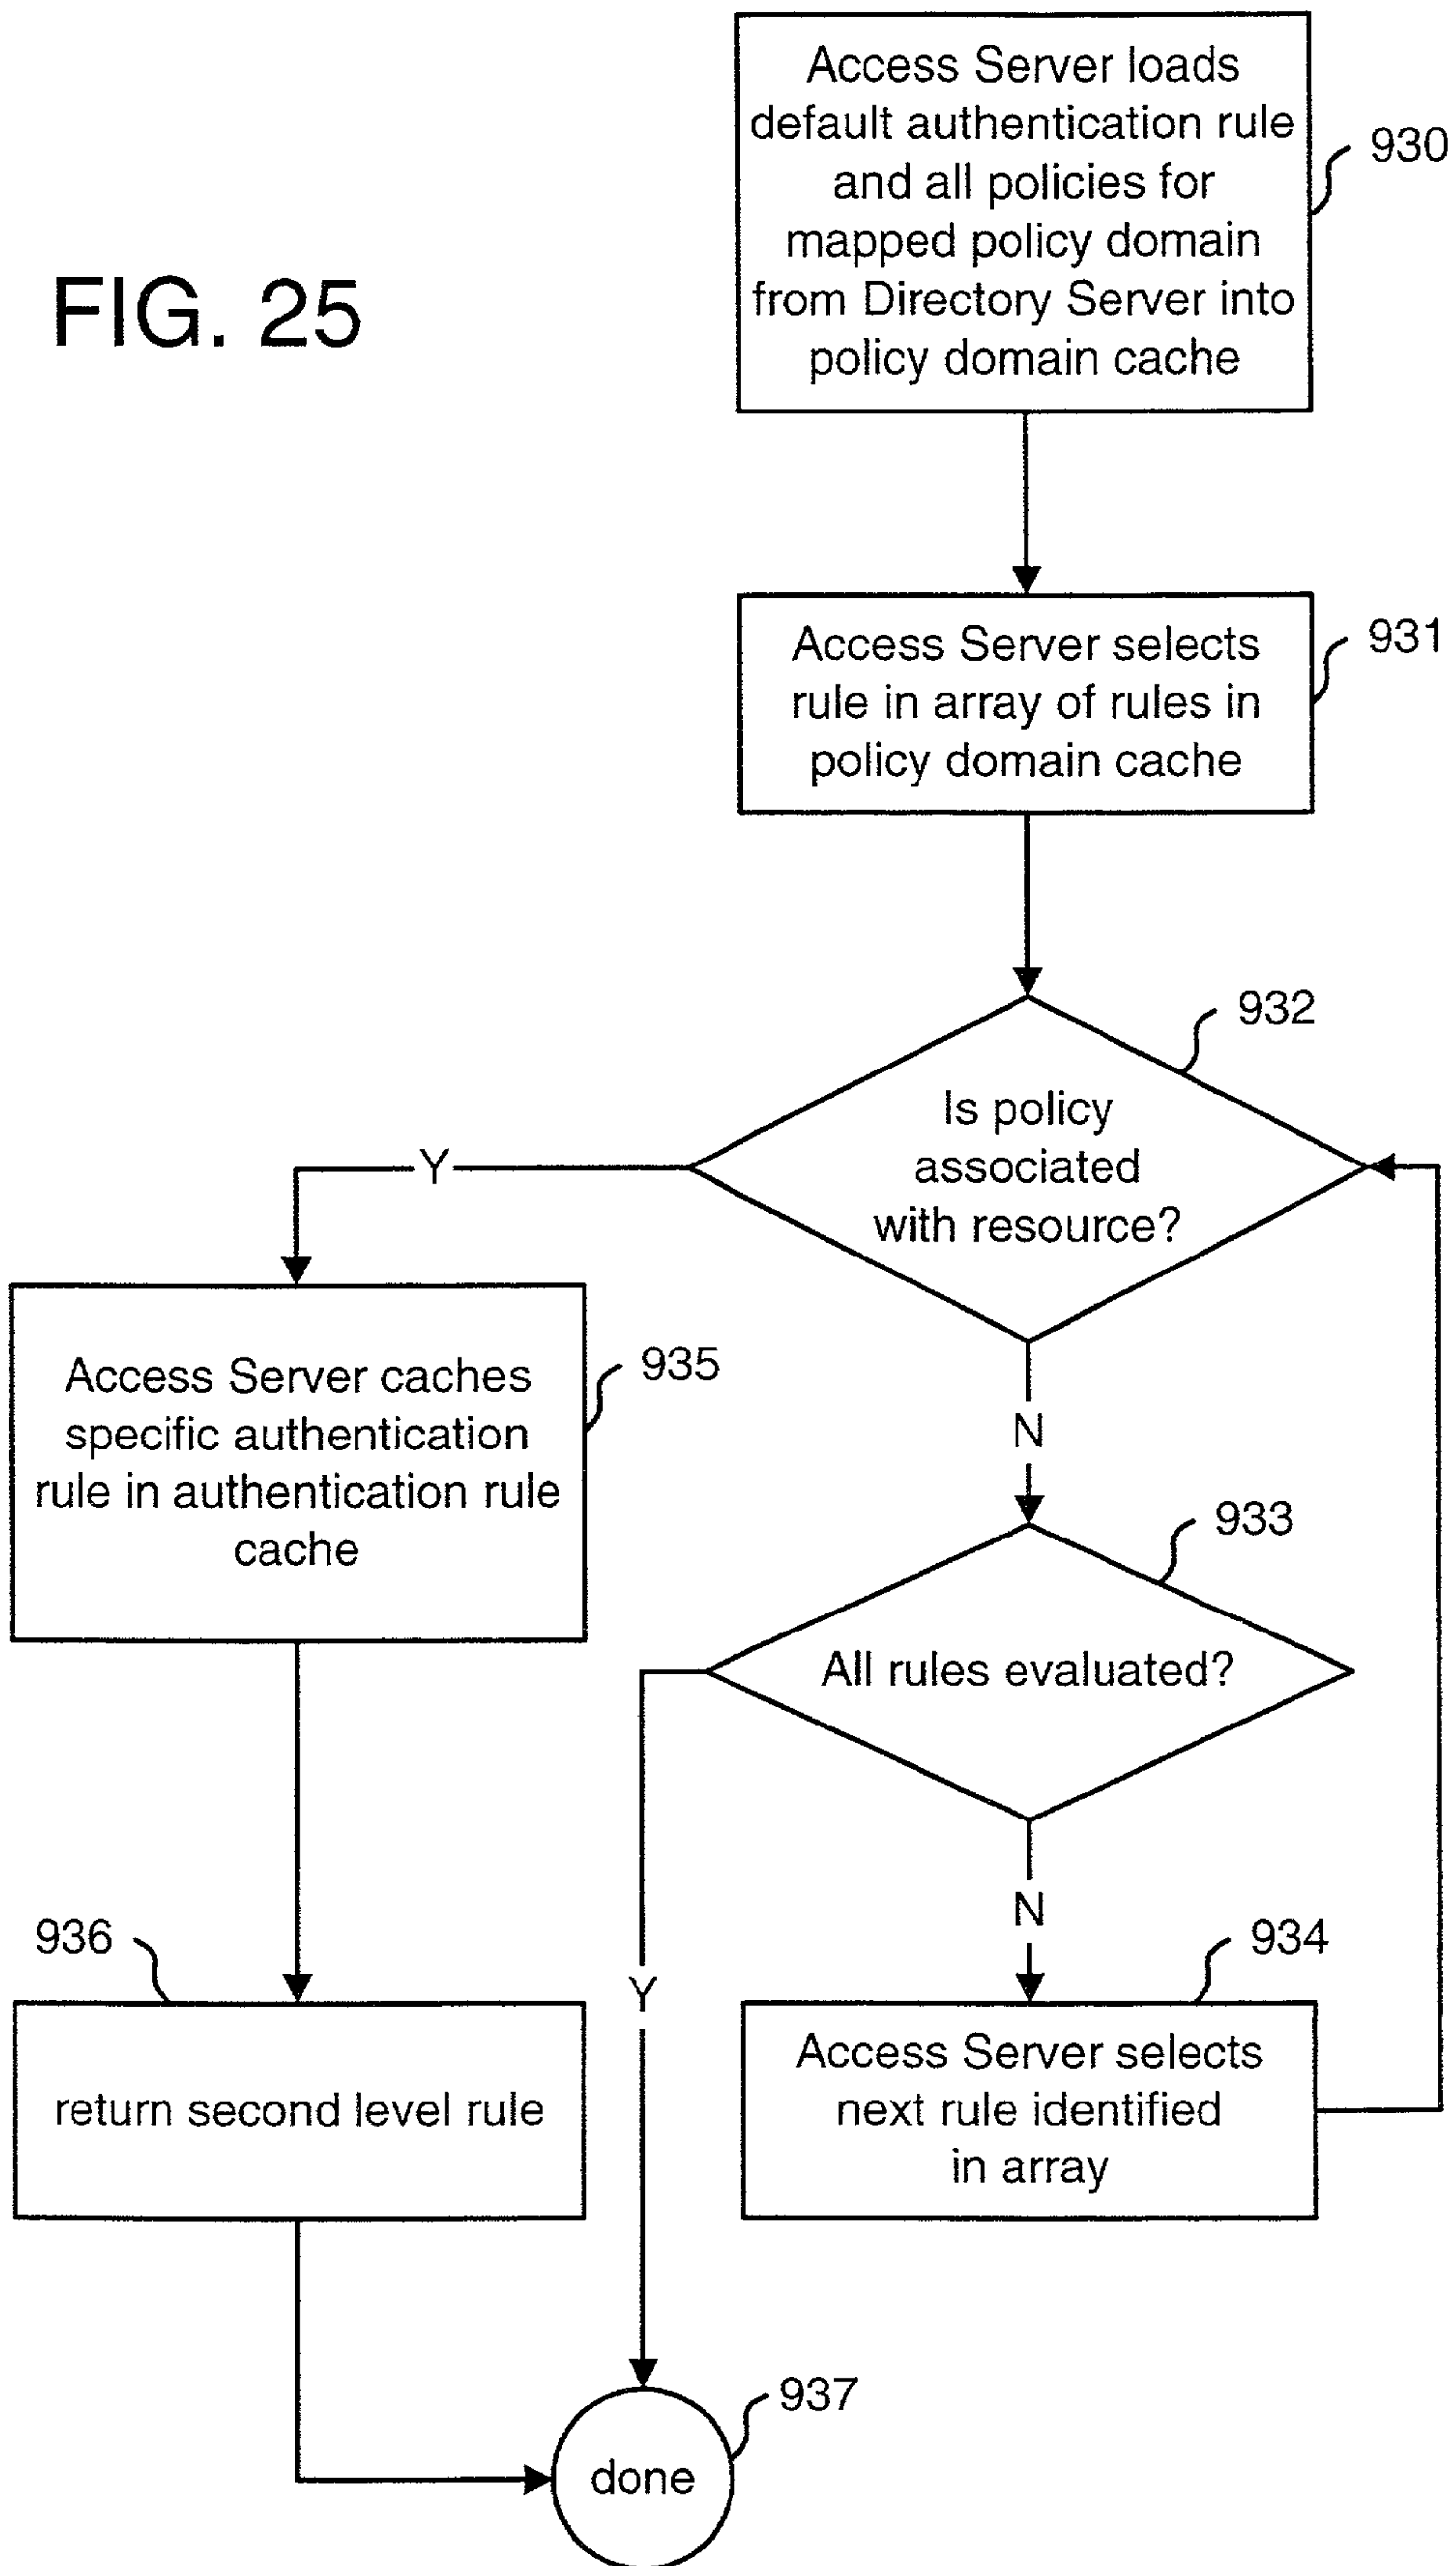 FIG. 25
Access Server loads
default authentication rule
and all policies for
mapped policy domain
from Directory Server into
policy domain cache
930
Access Server selects
rule in array of rules in
policy domain cache
931
932
Is policy
associated
with resource?
Y
N
Access Server caches
specific authentication
rule in authentication rule
cache
935
933
All rules evaluated?
Y
N
936
return second level rule
934
Access Server selects
next rule identified
in array
937
done